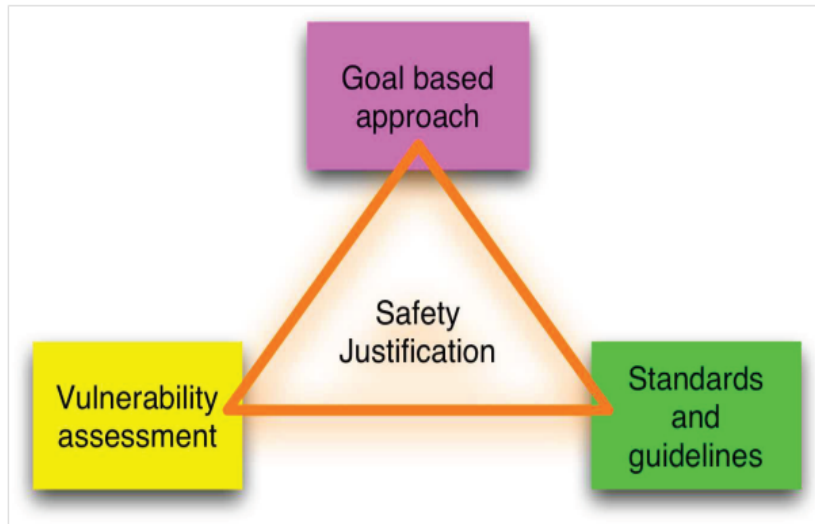 Goal based
approach
Safety
Justification
Vulnerability
assessment
Standards
and
guidelines